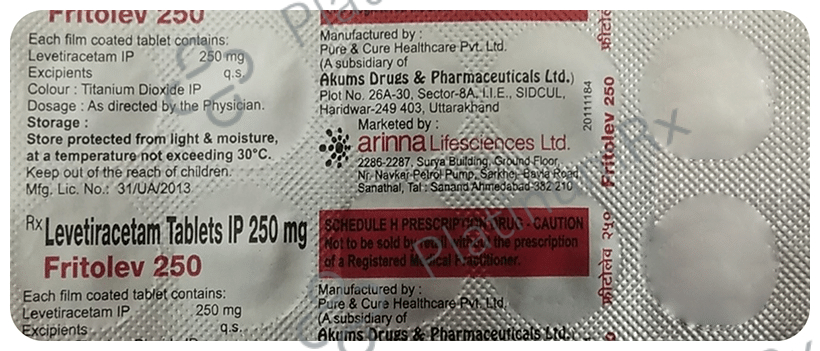 Fritolev 250
Each film coated tablet contains:
Levetiracetam IP 250 mg
Excipients q.s.
Colour : Titanium Dioxide IP
Dosage : As directed by the Physician.
Storage :
Store protected from light & moisture,
at a temperature not exceeding 30°C.
Keep out of the reach of children.
Mfg. Lic. No.: 31/UA/2013
Rx Levetiracetam Tablets IP 250 mg
Fritolev 250
Each film coated tablet contains:
Levetiracetam IP 250 mg
Excipients q.s.
Manufactured by :
Pure & Cure Healthcare Pvt. Ltd.
(A subsidiary of
Akums Drugs & Pharmaceuticals Ltd.)
Plot No. 26A-30, Sector-8A, I.I.E., SIDCUL,
Haridwar-249 403, Uttarakhand
Marketed by :
arinna Lifesciences Ltd.
2286-2287, Surya Building, Ground Floor,
Nr. Navkar Petrol Pump, Sarkhej-Bavla Road,
Sanathal, Tal : Sanand Ahmedabad-382 210
SCHEDULE H PRESCRIPTION DRUG - CAUTION
Not to be sold by retail without the prescription
of a Registered Medical Practitioner.
Manufactured by :
Pure & Cure Healthcare Pvt. Ltd.
(A subsidiary of
Akums Drugs & Pharmaceuticals Ltd.)
20111184
फ्रीटोलेव २५० Fritolev 250
Platinum Rx